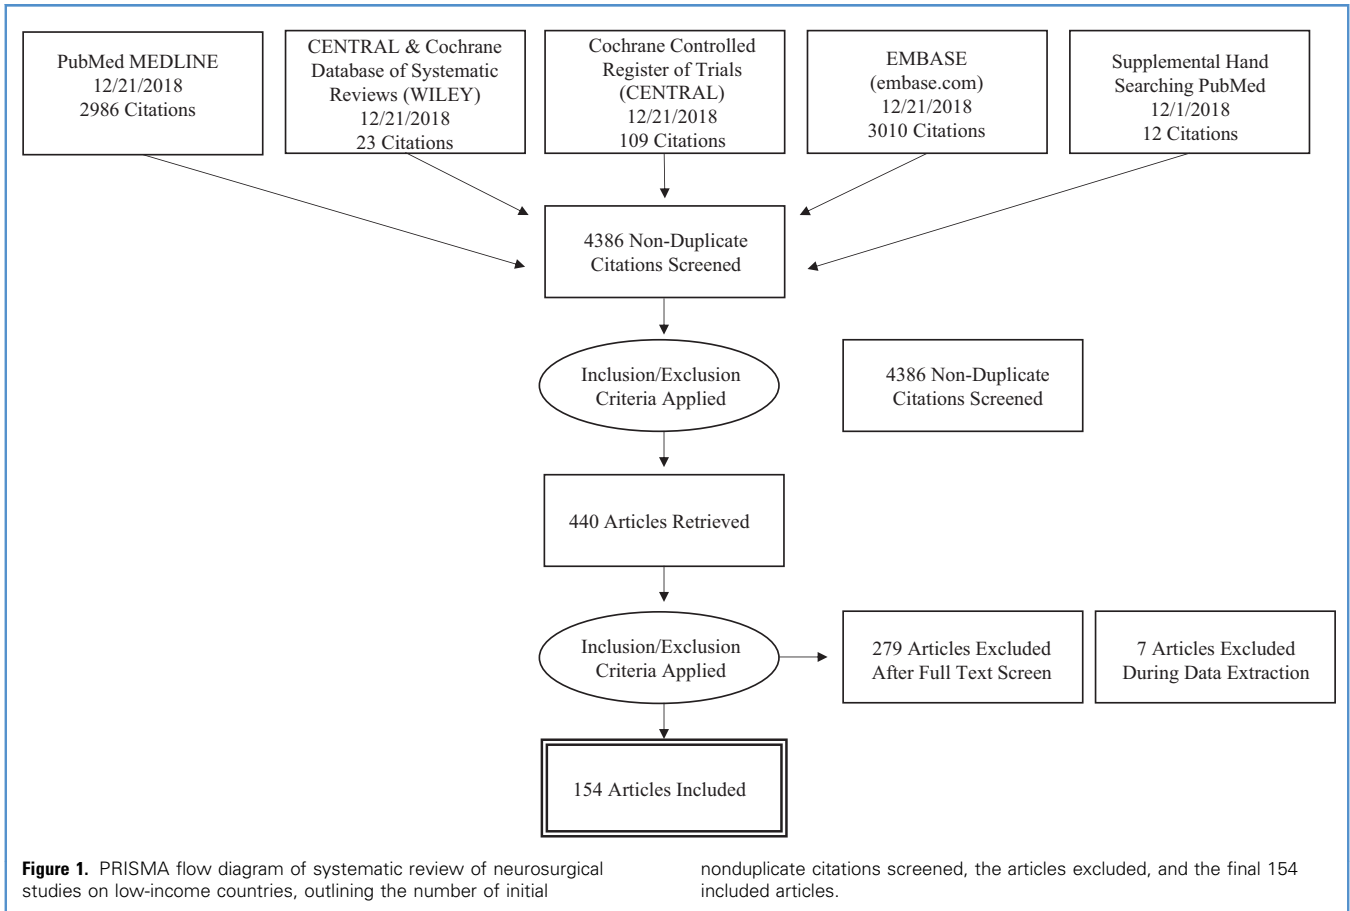 PubMed MEDLINE
12/21/2018
2986 Citations
CENTRAL & Cochrane
Database of Systematic
Reviews (WILEY)
12/21/2018
23 Citations
Cochrane Controlled
Register of Trials
(CENTRAL)
12/21/2018
109 Citations
EMBASE
(embase.com)
12/21/2018
3010 Citations
Supplemental Hand
Searching PubMed
12/1/2018
12 Citations
4386 Non-Duplicate
Citations Screened
Inclusion/Exclusion
Criteria Applied
4386 Non-Duplicate
Citations Screened
440 Articles Retrieved
Inclusion/Exclusion
Criteria Applied
279 Articles Excluded
After Full Text Screen
7 Articles Excluded
During Data Extraction
154 Articles Included
Figure 1. PRISMA flow diagram of systematic review of neurosurgical
studies on low-income countries, outlining the number of initial
nonduplicate citations screened, the articles excluded, and the final 154
included articles.